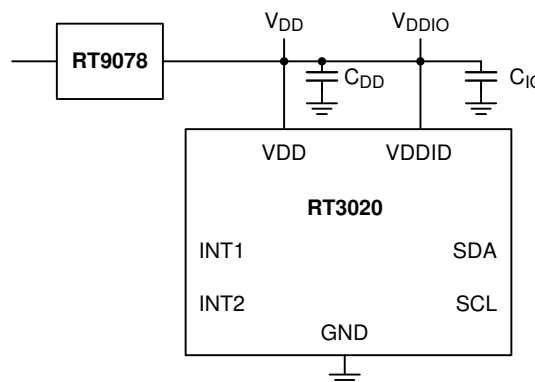 VDD VDDIO
RT9078
CDD
VDD VDDID
RT3020
INT1 SDA
INT2 SCL
GND